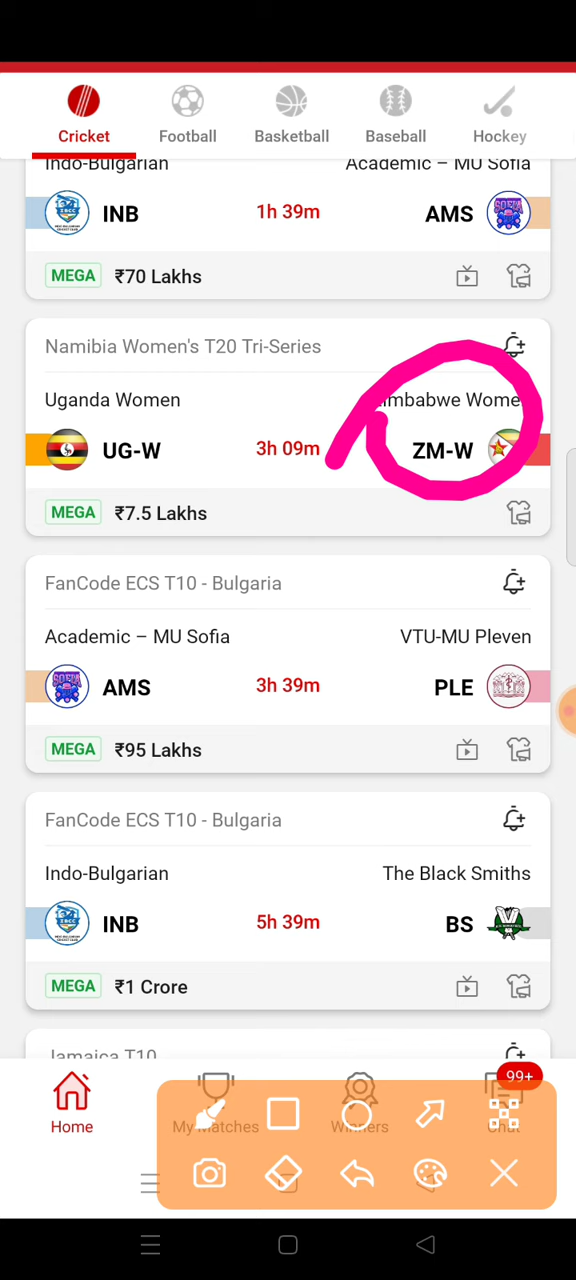 Cricket Football Basketball Baseball Hockey
Indo-Bulgarian Academic – MU Sofia
INB 1h 39m AMS
MEGA ₹70 Lakhs
Namibia Women's T20 Tri-Series
Uganda Women imbabwe Wome
UG-W 3h 09m ZM-W
MEGA ₹7.5 Lakhs
FanCode ECS T10 - Bulgaria
Academic – MU Sofia VTU-MU Pleven
AMS 3h 39m PLE
MEGA ₹95 Lakhs
FanCode ECS T10 - Bulgaria
Indo-Bulgarian The Black Smiths
INB 5h 39m BS
MEGA ₹1 Crore
Jamaica T10
99+
Home My Matches Winners Chat